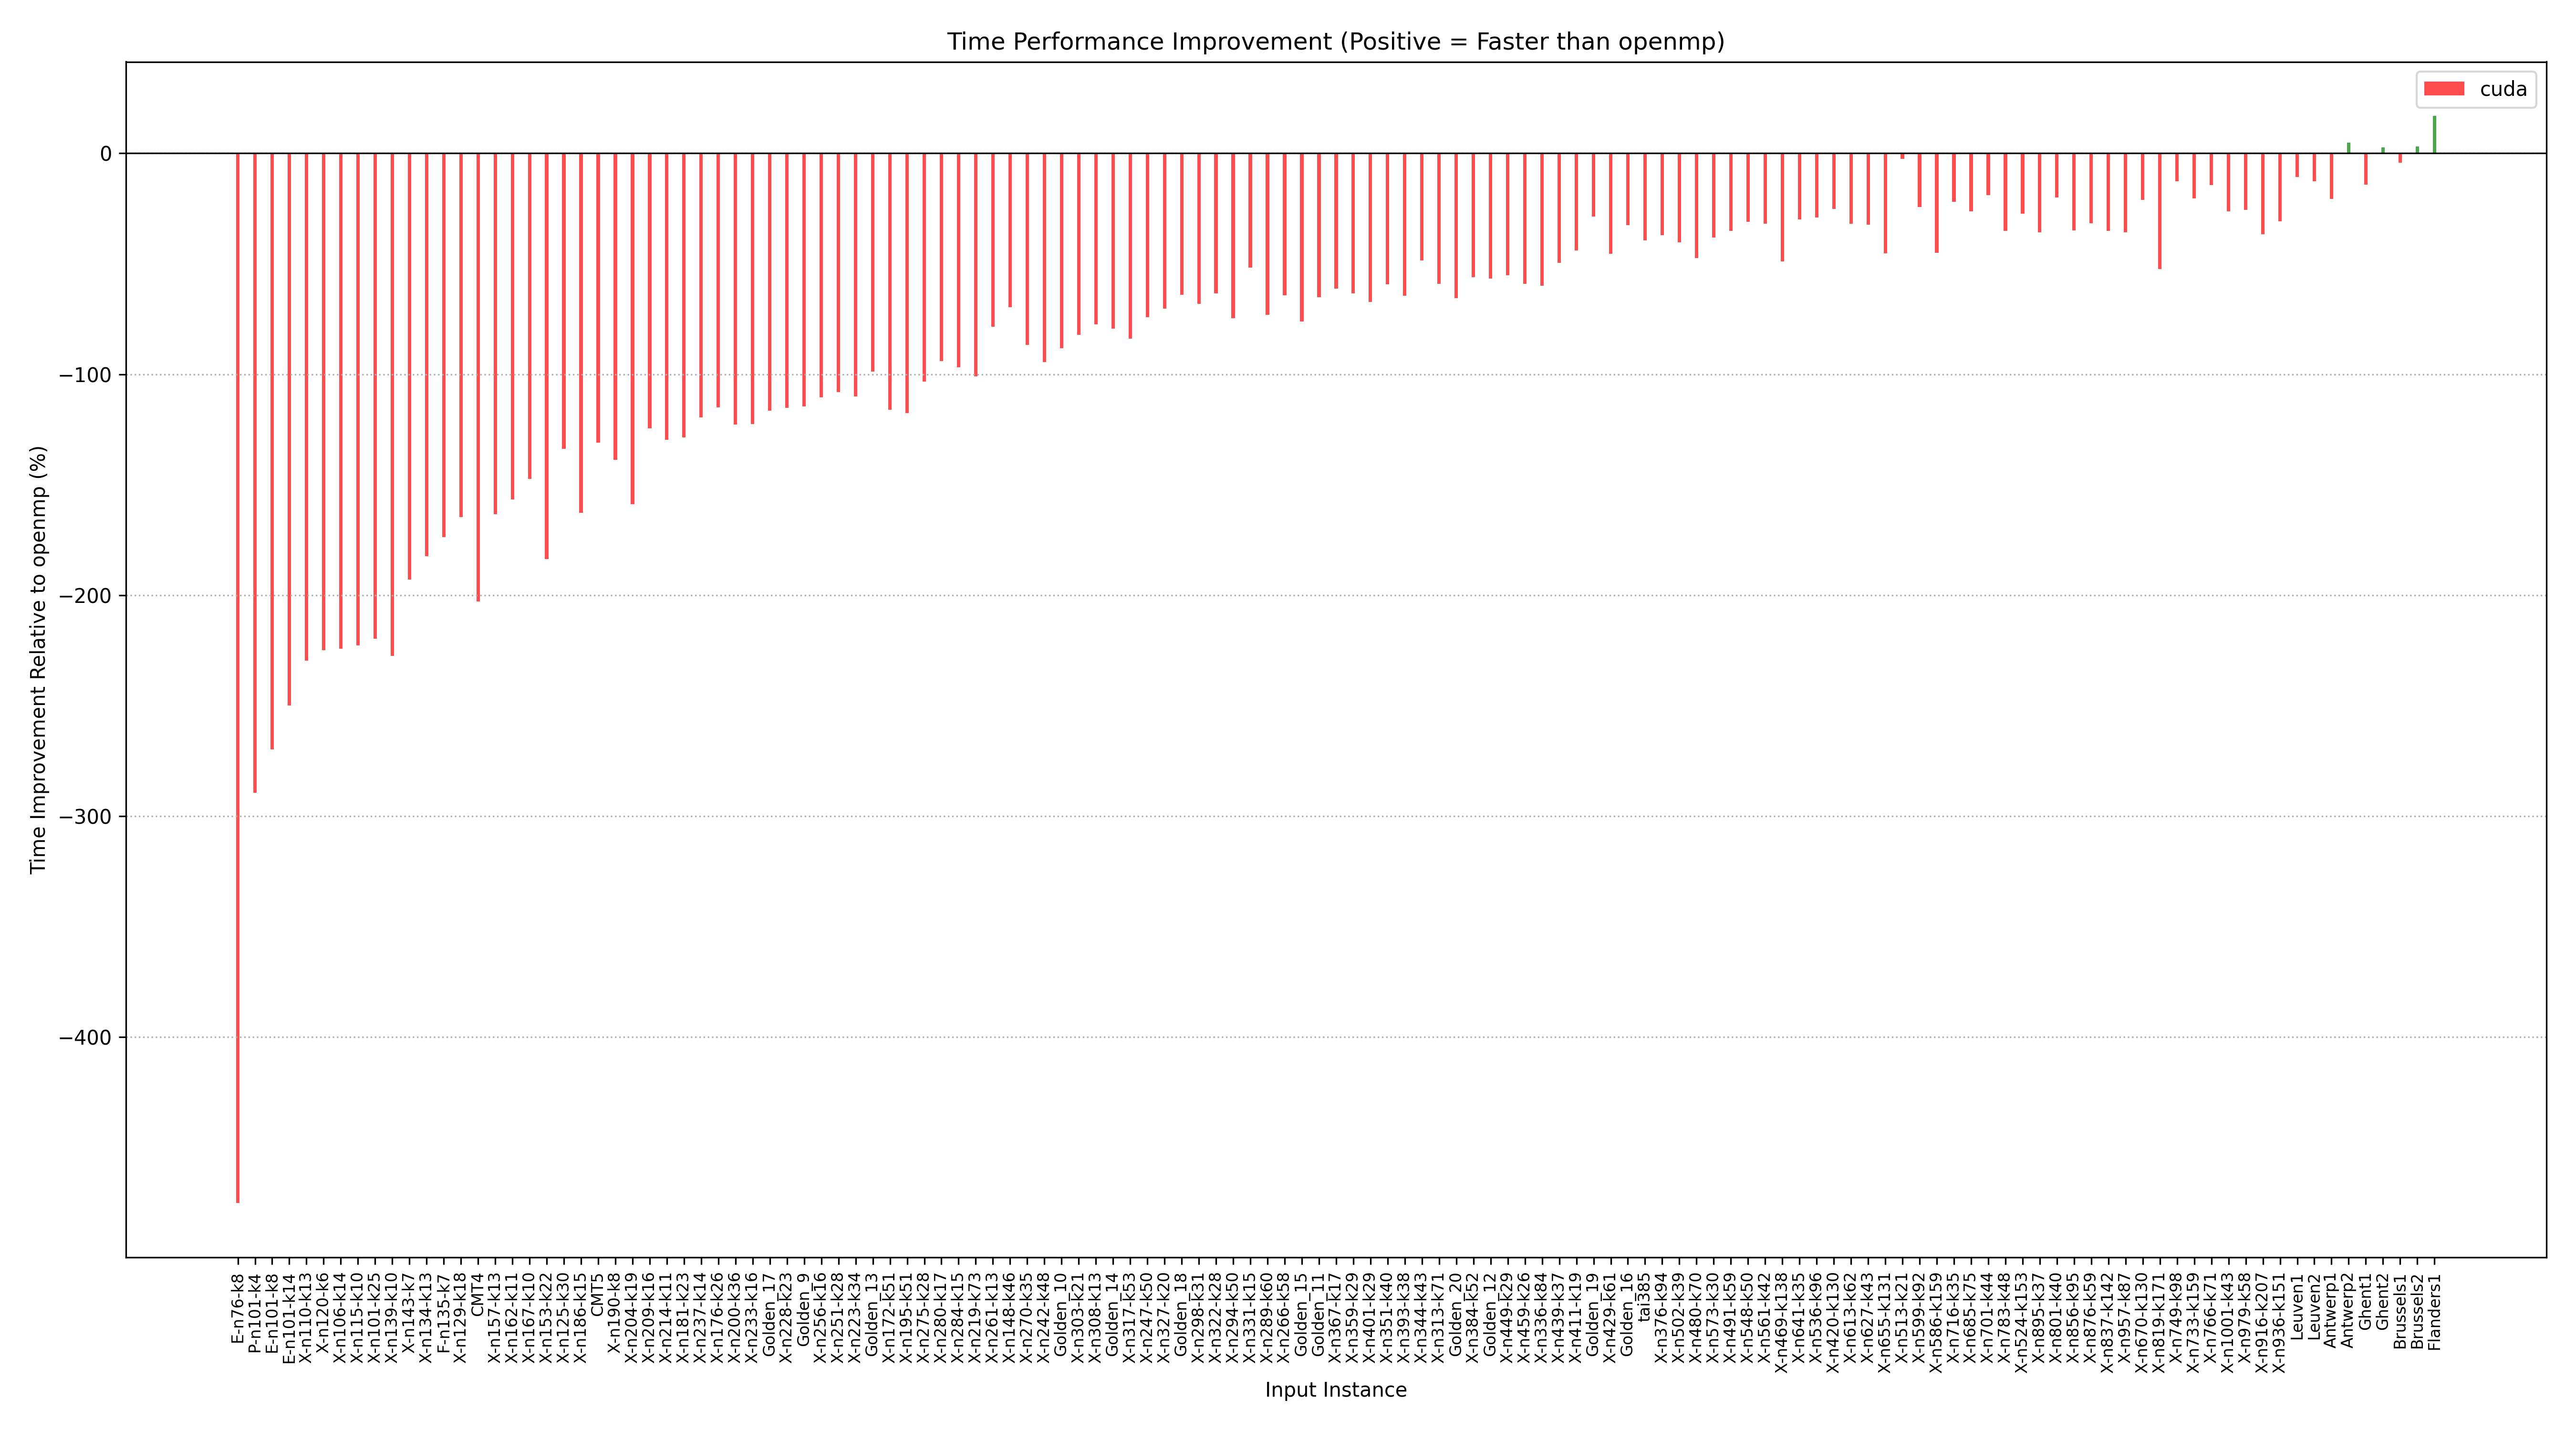 Time Performance Improvement (Positive = Faster than openmp)
cuda
Time Improvement Relative to openmp (%)
0
−100
−200
−300
−400
E-n76-k8
P-n101-k4
E-n101-k8
E-n101-k14
X-n110-k13
X-n120-k6
X-n106-k14
X-n115-k10
X-n101-k25
X-n139-k10
X-n143-k7
X-n134-k13
F-n135-k7
X-n129-k18
CMT4
X-n157-k13
X-n162-k11
X-n167-k10
X-n153-k22
X-n125-k30
X-n186-k15
CMT5
X-n190-k8
X-n204-k19
X-n209-k16
X-n214-k11
X-n181-k23
X-n237-k14
X-n176-k26
X-n200-k36
X-n233-k16
Golden_17
X-n228-k23
Golden_9
X-n256-k16
X-n251-k28
X-n223-k34
Golden_13
X-n172-k51
X-n195-k51
X-n275-k28
X-n280-k17
X-n284-k15
X-n219-k73
X-n261-k13
X-n148-k46
X-n270-k35
X-n242-k48
Golden_10
X-n303-k21
X-n308-k13
Golden_14
X-n317-k53
X-n247-k50
X-n327-k20
Golden_18
X-n298-k31
X-n322-k28
X-n294-k50
X-n331-k15
X-n289-k60
X-n266-k58
Golden_15
Golden_11
X-n367-k17
X-n359-k29
X-n401-k29
X-n351-k40
X-n393-k38
X-n344-k43
X-n313-k71
Golden_20
X-n384-k52
Golden_12
X-n449-k29
X-n459-k26
X-n336-k84
X-n439-k37
X-n411-k19
Golden_19
X-n429-k61
Golden_16
tai385
X-n376-k94
X-n502-k39
X-n480-k70
X-n573-k30
X-n491-k59
X-n548-k50
X-n561-k42
X-n469-k138
X-n641-k35
X-n536-k96
X-n420-k130
X-n613-k62
X-n627-k43
X-n655-k131
X-n513-k21
X-n599-k92
X-n586-k159
X-n716-k35
X-n685-k75
X-n701-k44
X-n783-k48
X-n524-k153
X-n895-k37
X-n801-k40
X-n856-k95
X-n876-k59
X-n837-k142
X-n957-k87
X-n670-k130
X-n819-k171
X-n749-k98
X-n733-k159
X-n766-k71
X-n1001-k43
X-n979-k58
X-n916-k207
X-n936-k151
Leuven1
Leuven2
Antwerp1
Antwerp2
Ghent1
Ghent2
Brussels1
Brussels2
Flanders1
Input Instance